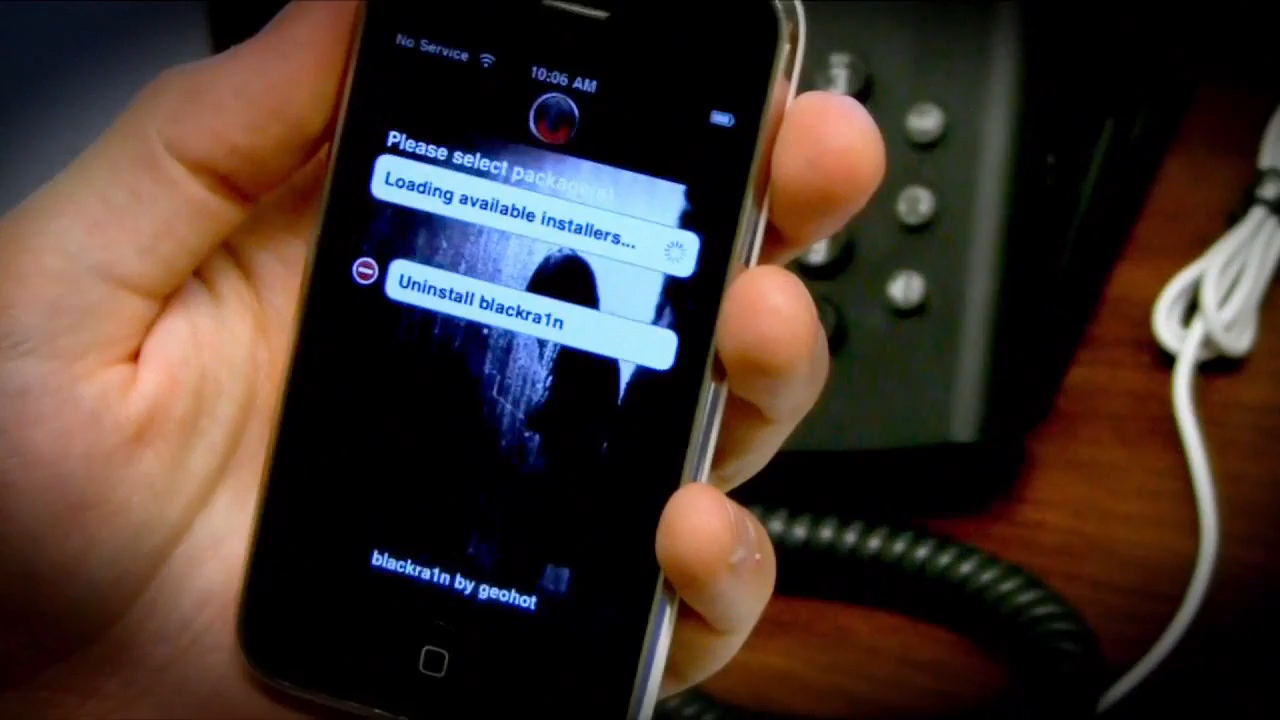 No Service
10:06 AM
Please select package(s)
Loading available installers...
Uninstall blackra1n
blackra1n by geohot